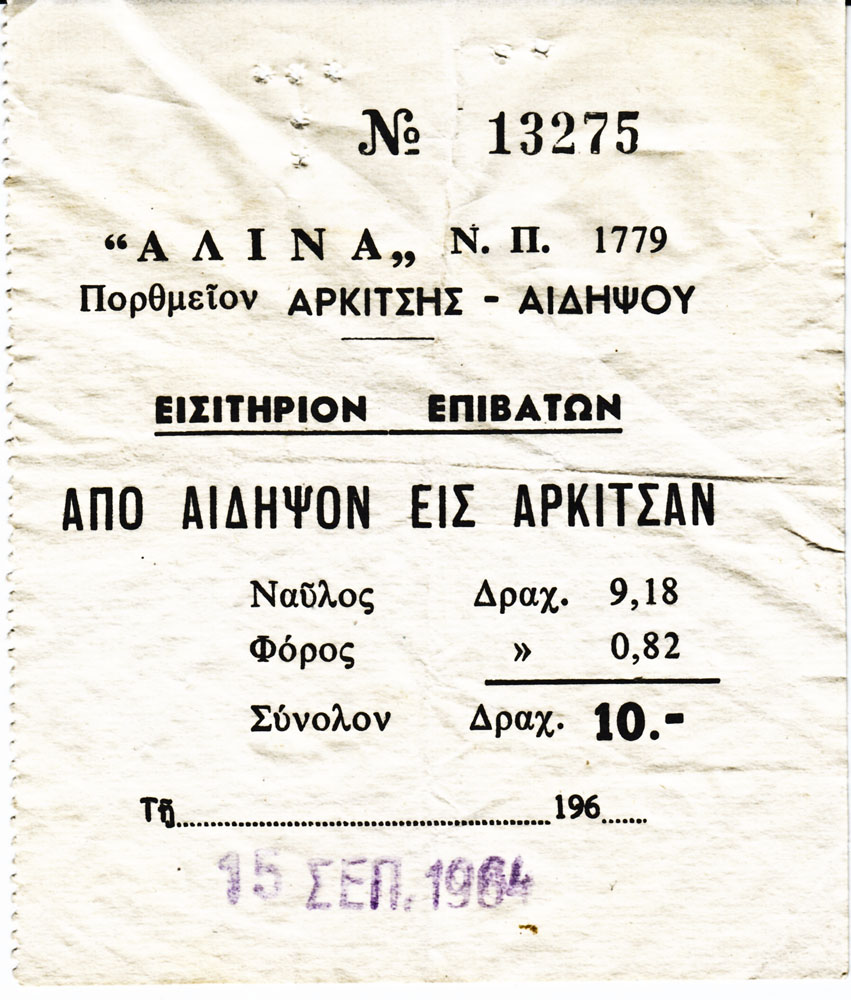 № 13275
“ΑΛΙΝΑ„ Ν. Π. 1779
Πορθμεῖον ΑΡΚΙΤΣΗΣ - ΑΙΔΗΨΟΥ
ΕΙΣΙΤΗΡΙΟΝ ΕΠΙΒΑΤΩΝ
ΑΠΟ ΑΙΔΗΨΟΝ ΕΙΣ ΑΡΚΙΤΣΑΝ
Ναῦλος Δραχ. 9,18
Φόρος » 0,82
Σύνολον Δραχ. 10.-
Τῇ.................................................196......
15 ΣΕΠ. 1964